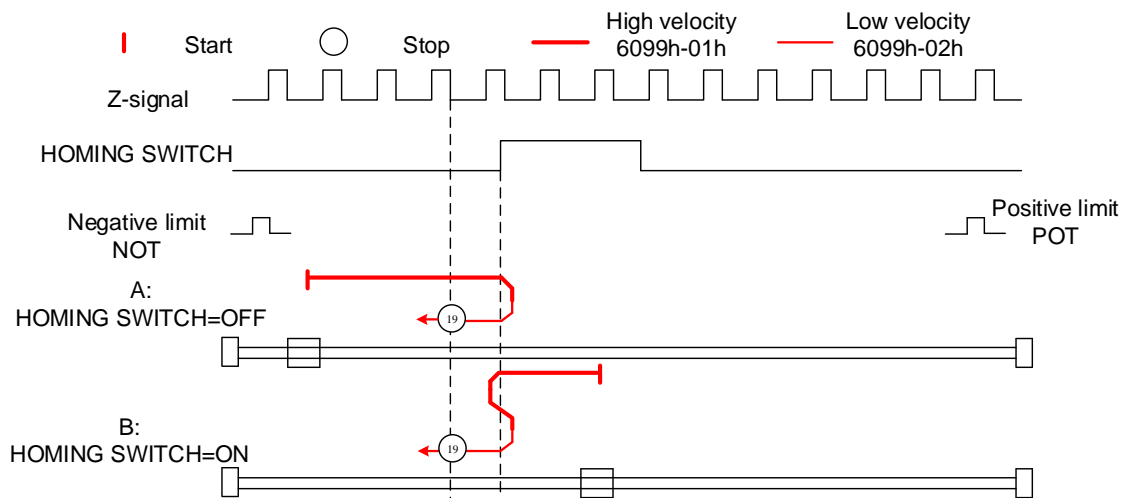 Start
Stop
High velocity
6099h-01h
Low velocity
6099h-02h
Z-signal
HOMING SWITCH
Negative limit
NOT
Positive limit
POT
A:
HOMING SWITCH=OFF
19
B:
HOMING SWITCH=ON
19